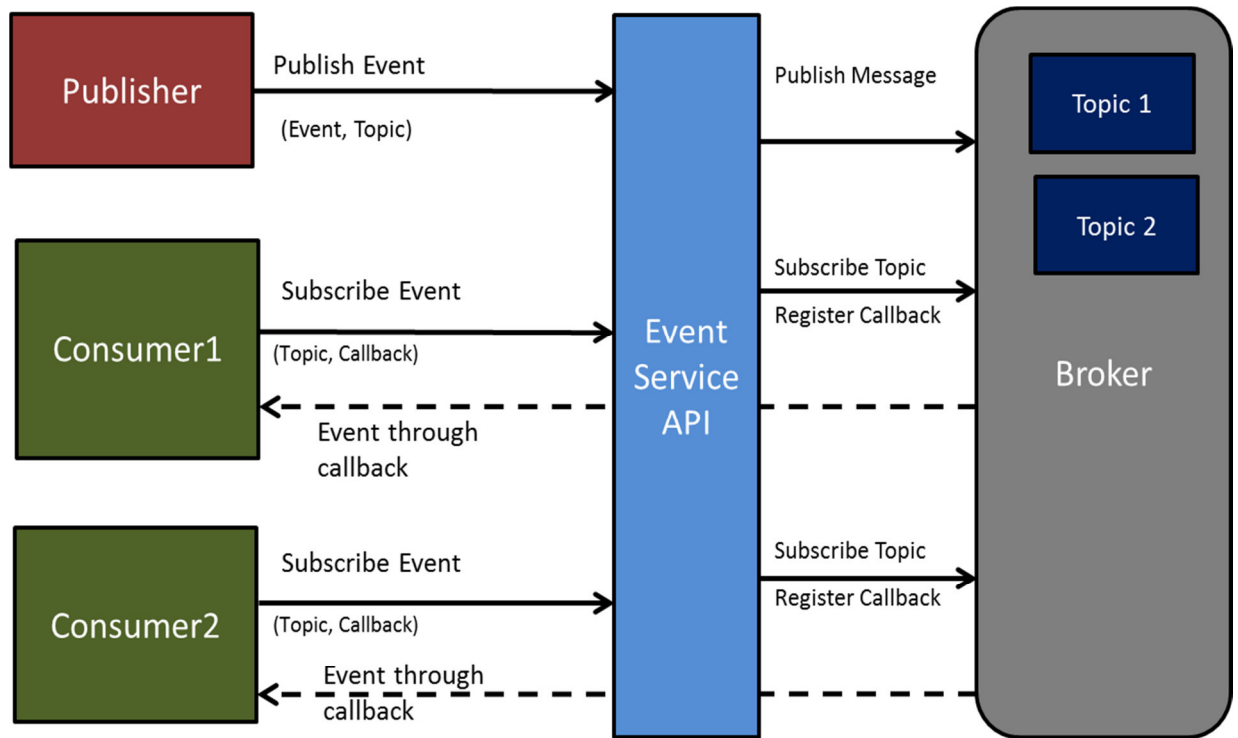 Publisher
Publish Event
(Event, Topic)
Publish Message
Topic 1
Topic 2
Consumer1
Subscribe Event
(Topic, Callback)
Event through
callback
Event
Service
API
Subscribe Topic
Register Callback
Broker
Consumer2
Subscribe Event
(Topic, Callback)
Event through
callback
Subscribe Topic
Register Callback